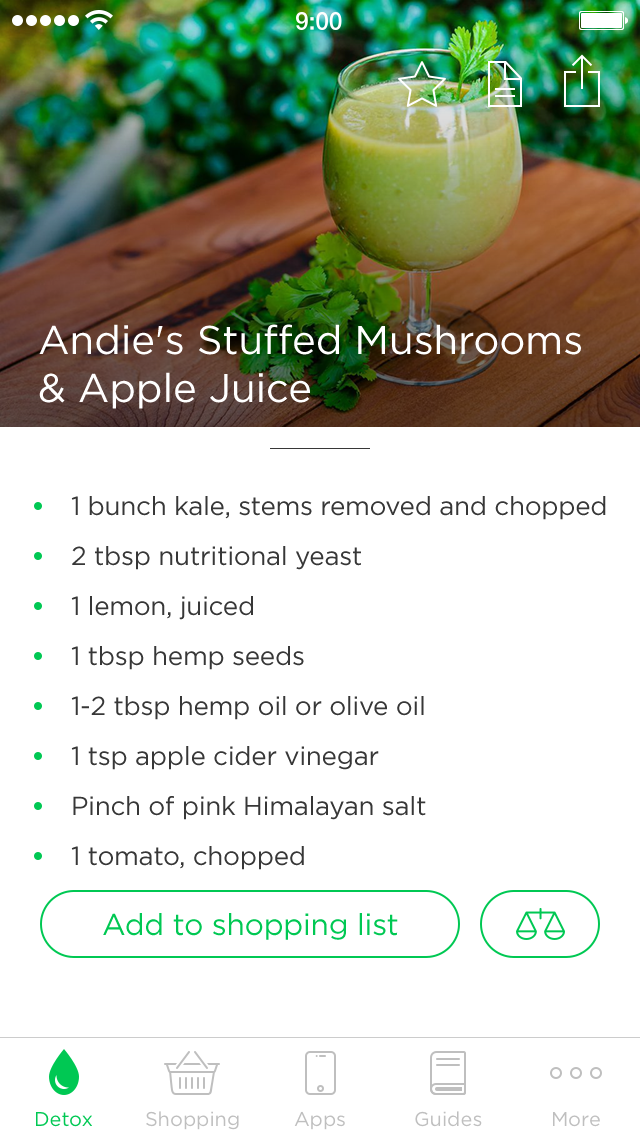 9:00
Andie's Stuffed Mushrooms
& Apple Juice
1 bunch kale, stems removed and chopped
2 tbsp nutritional yeast
1 lemon, juiced
1 tbsp hemp seeds
1-2 tbsp hemp oil or olive oil
1 tsp apple cider vinegar
Pinch of pink Himalayan salt
1 tomato, chopped
Add to shopping list
Detox Shopping Apps Guides More